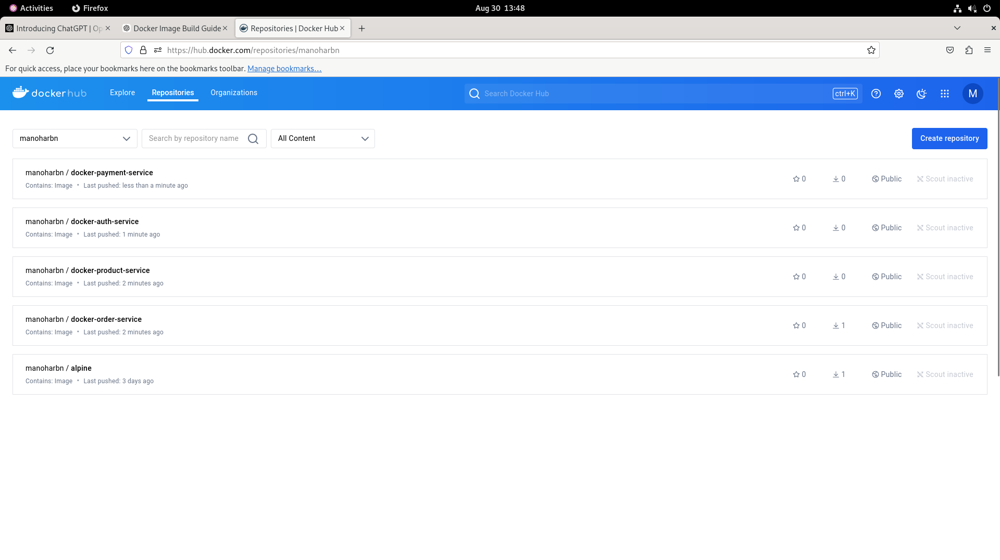 Activities Firefox Aug 30 13:48
Introducing ChatGPT | Op Docker Image Build Guide Repositories | Docker Hub
https://hub.docker.com/repositories/manoharbn
For quick access, place your bookmarks here on the bookmarks toolbar. Manage bookmarks...
dockerhub Explore Repositories Organizations Search Docker Hub ctrl+K M
manoharbn Search by repository name All Content Create repository
manoharbn / docker-payment-service
Contains: Image • Last pushed: less than a minute ago
0 0 Public Scout inactive
manoharbn / docker-auth-service
Contains: Image • Last pushed: 1 minute ago
0 0 Public Scout inactive
manoharbn / docker-product-service
Contains: Image • Last pushed: 2 minutes ago
0 0 Public Scout inactive
manoharbn / docker-order-service
Contains: Image • Last pushed: 2 minutes ago
0 1 Public Scout inactive
manoharbn / alpine
Contains: Image • Last pushed: 3 days ago
0 1 Public Scout inactive